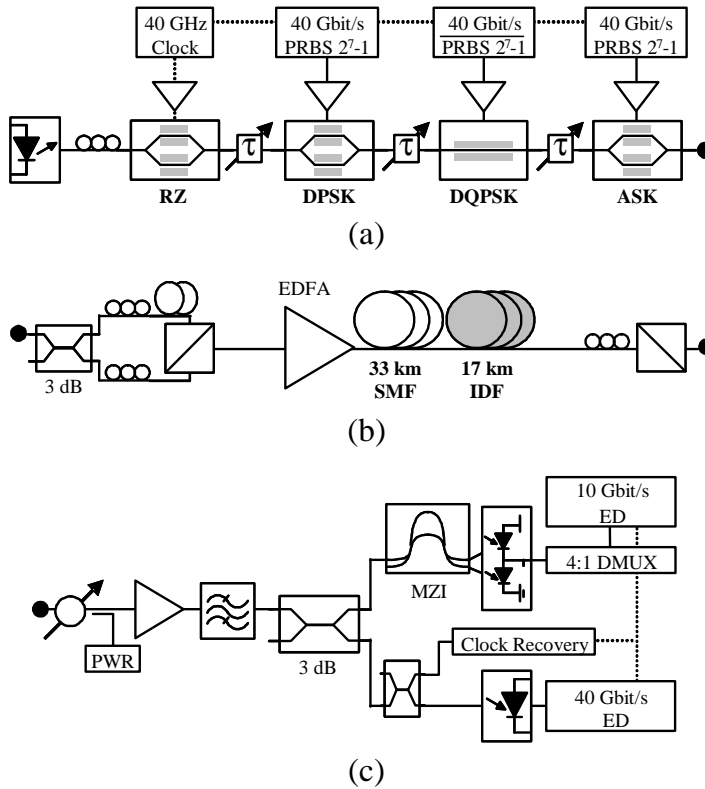 40 GHz
Clock
40 Gbit/s
PRBS 2⁷-1
40 Gbit/s
PRBS 2⁷-1
40 Gbit/s
PRBS 2⁷-1
τ
τ
τ
RZ
DPSK
DQPSK
ASK
(a)
EDFA
3 dB
33 km
SMF
17 km
IDF
(b)
10 Gbit/s
ED
4:1 DMUX
MZI
PWR
3 dB
Clock Recovery
40 Gbit/s
ED
(c)